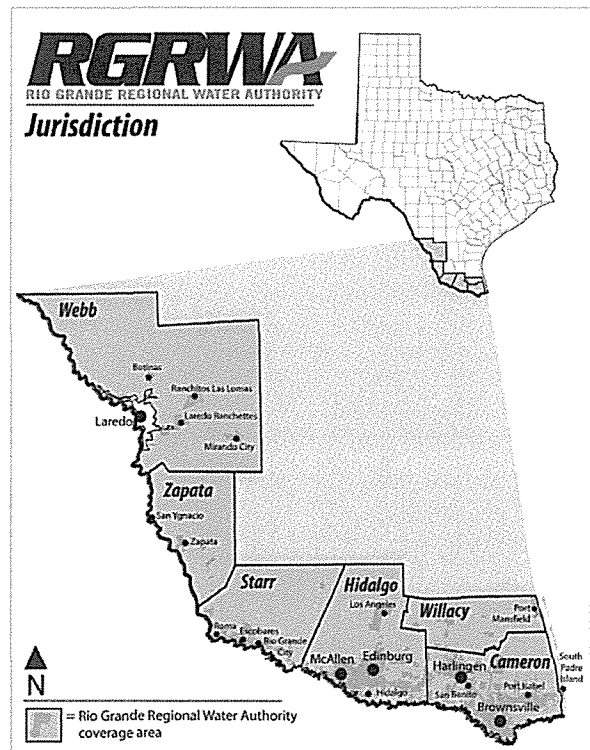 RGRWA
RIO GRANDE REGIONAL WATER AUTHORITY
Jurisdiction
Webb
Botinas
Ranchitos Las Lomas
Laredo
Laredo Ranchettes
Mirando City
Zapata
San Ygnacio
Zapata
Starr
Hidalgo
Los Angeles
Willacy
Port
Mansfield
Roma
Escobares
Rio Grande
City
McAllen
Edinburg
Hidalgo
Harlingen
San Benito
Cameron
Port Isabel
Brownsville
South
Padre
Island
N
= Rio Grande Regional Water Authority
coverage area